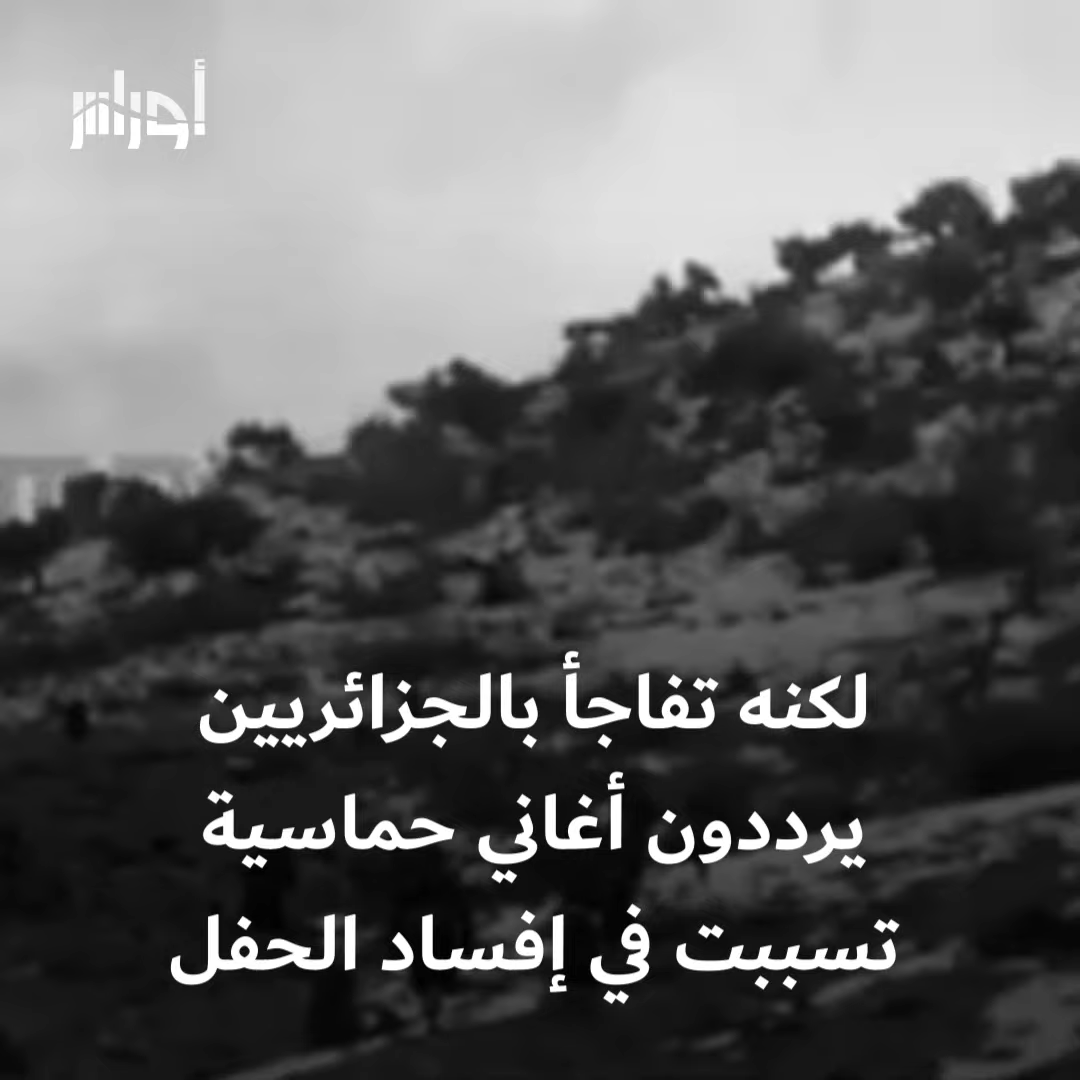 أوراس
لكنه تفاجأ بالجزائريين
يرددون أغاني حماسية
تسببت في إفساد الحفل